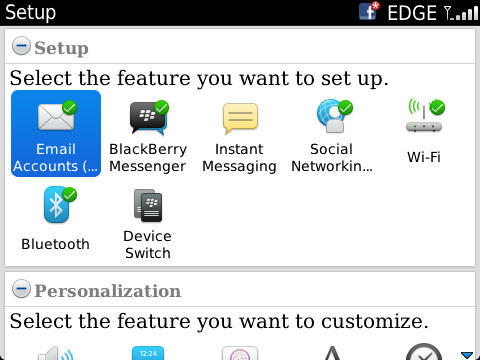 Setup EDGE
Setup
Select the feature you want to set up.
Email Accounts (...
BlackBerry Messenger
Instant Messaging
Social Networkin...
Wi-Fi
Bluetooth
Device Switch
Personalization
Select the feature you want to customize.
12:24